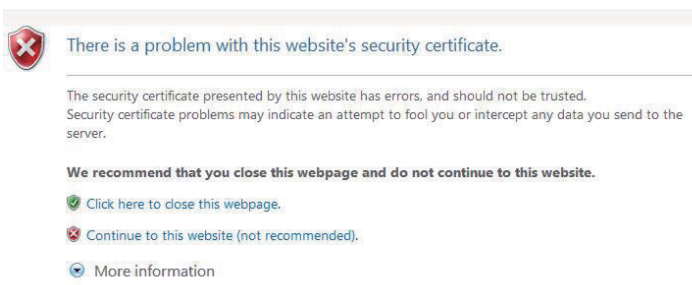 There is a problem with this website's security certificate.
The security certificate presented by this website has errors, and should not be trusted.
Security certificate problems may indicate an attempt to fool you or intercept any data you send to the
server.
We recommend that you close this webpage and do not continue to this website.
Click here to close this webpage.
Continue to this website (not recommended).
More information